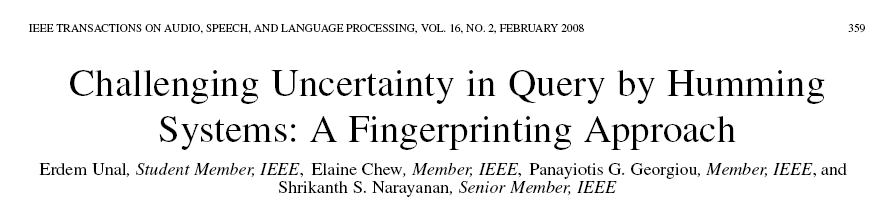 IEEE TRANSACTIONS ON AUDIO, SPEECH, AND LANGUAGE PROCESSING, VOL. 16, NO. 2, FEBRUARY 2008 359
Challenging Uncertainty in Query by Humming
Systems: A Fingerprinting Approach
Erdem Unal, Student Member, IEEE, Elaine Chew, Member, IEEE, Panayiotis G. Georgiou, Member, IEEE, and
Shrikanth S. Narayanan, Senior Member, IEEE